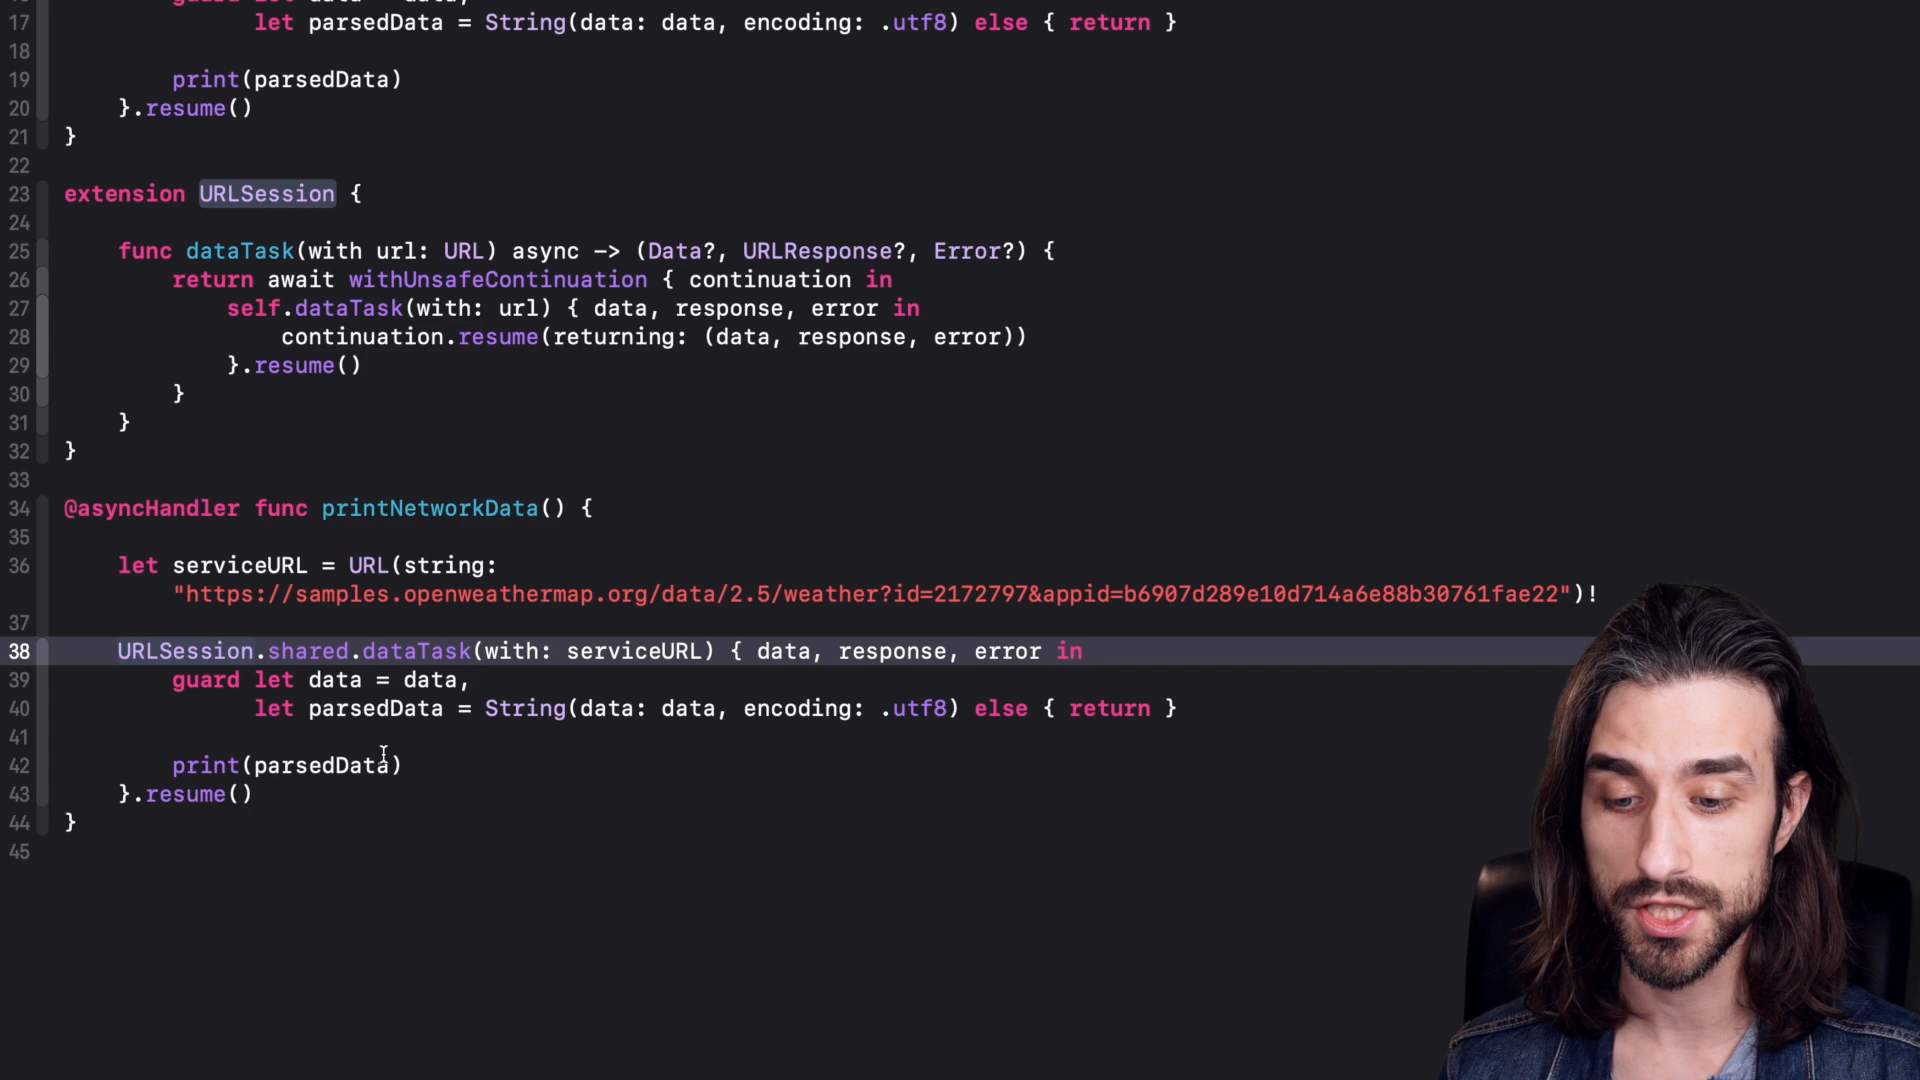 17 let parsedData = String(data: data, encoding: .utf8) else { return }
18
19 print(parsedData)
20 }.resume()
21 }
22
23 extension URLSession {
24
25 func dataTask(with url: URL) async -> (Data?, URLResponse?, Error?) {
26 return await withUnsafeContinuation { continuation in
27 self.dataTask(with: url) { data, response, error in
28 continuation.resume(returning: (data, response, error))
29 }.resume()
30 }
31 }
32 }
33
34 @asyncHandler func printNetworkData() {
35
36 let serviceURL = URL(string:
"https://samples.openweathermap.org/data/2.5/weather?id=2172797&appid=b6907d289e10d714a6e88b30761fae22")!
37
38 URLSession.shared.dataTask(with: serviceURL) { data, response, error in
39 guard let data = data,
40 let parsedData = String(data: data, encoding: .utf8) else { return }
41
42 print(parsedData)
43 }.resume()
44 }
45